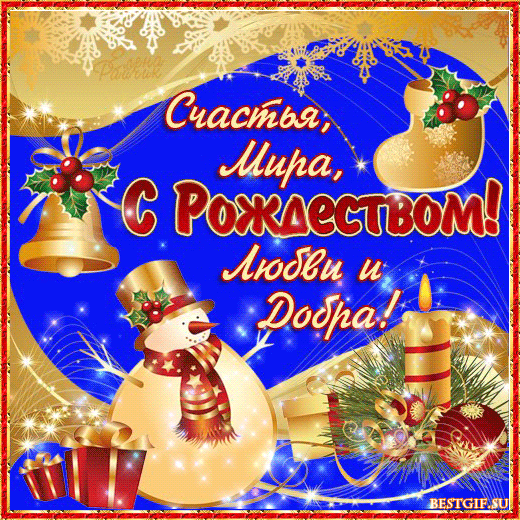 Счастья,
Мира,
С Рождеством!
Любви и
Добра!
BESTGIF.SU